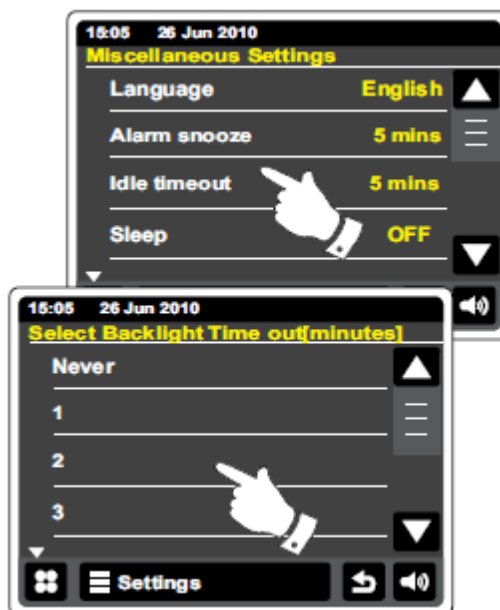 15:05 26 Jun 2010
Miscellaneous Settings
Language English
Alarm snooze 5 mins
Idle timeout 5 mins
Sleep OFF
15:05 26 Jun 2010
Select Backlight Time out[minutes]
Never
1
2
3
Settings